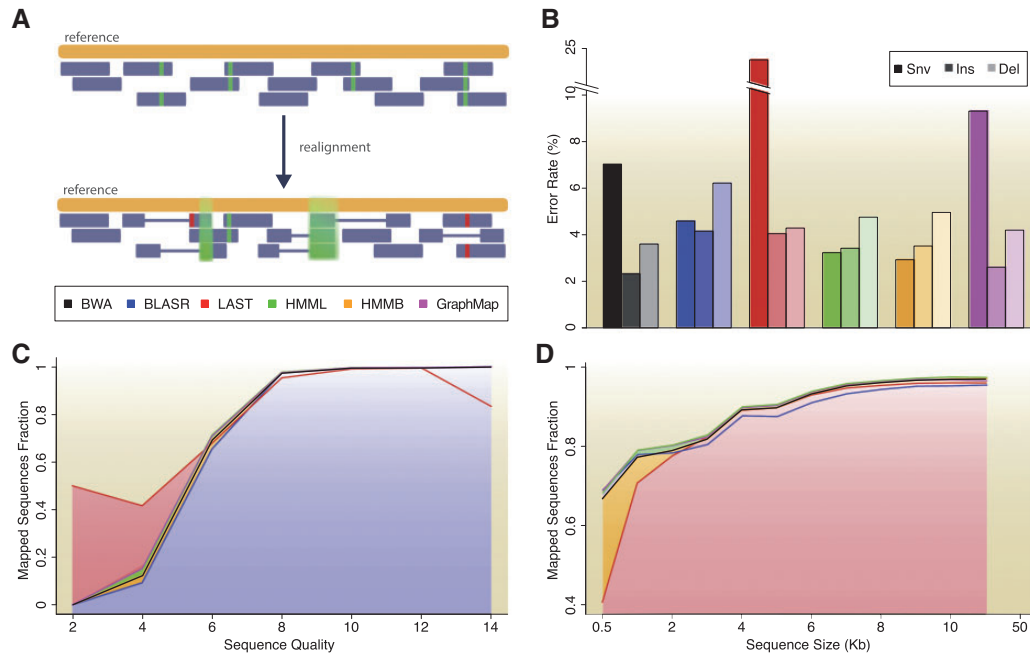 A
reference
realignment
reference
BWA BLASR LAST HMML HMMB GraphMap
B
Snv Ins Del
25
10
8
6
4
2
0
Error Rate (%)
C
1
0.8
0.6
0.4
0.2
0
Mapped Sequences Fraction
2 4 6 8 10 12 14
Sequence Quality
D
1
0.8
0.6
0.4
Mapped Sequences Fraction
0.5 2 4 6 8 10 50
Sequence Size (Kb)